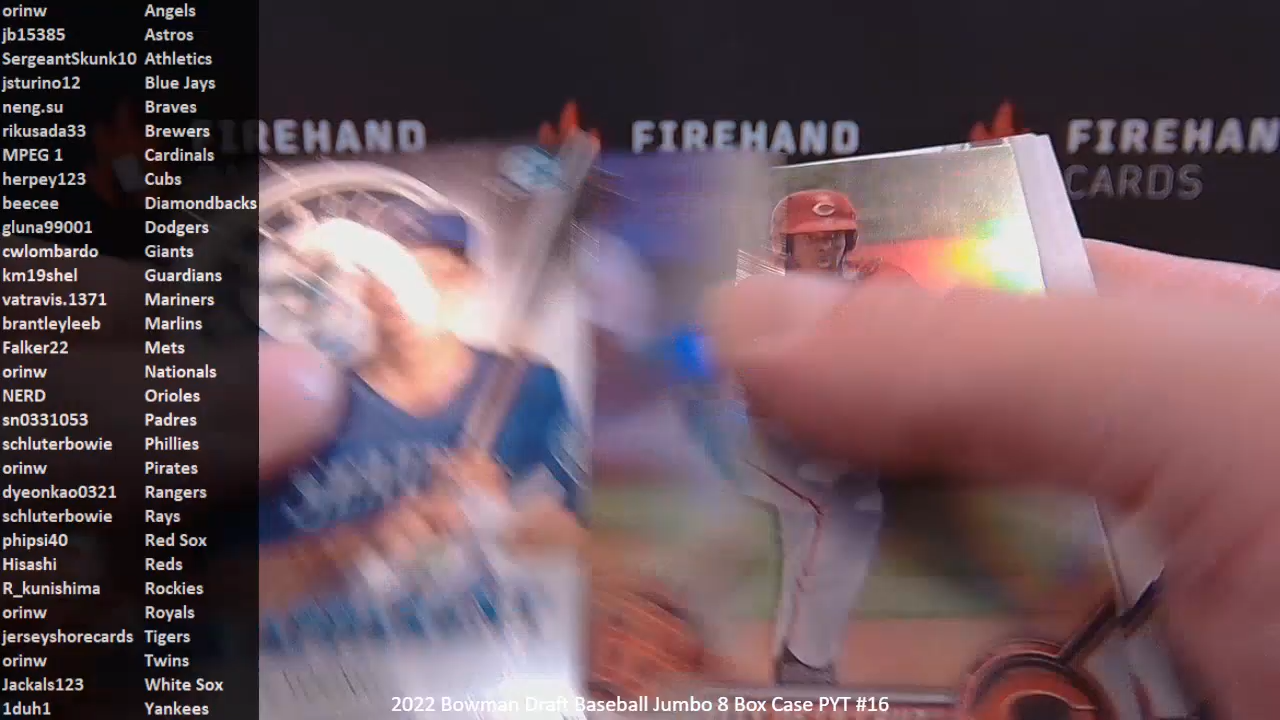 orinw Angels
jb15385 Astros
SergeantSkunk10 Athletics
jsturino12 Blue Jays
neng.su Braves
rikusada33 Brewers
MPEG 1 Cardinals
herpey123 Cubs
beecee Diamondbacks
gluna99001 Dodgers
cwlombardo Giants
km19shel Guardians
vatravis.1371 Mariners
brantleyleeb Marlins
Falker22 Mets
orinw Nationals
NERD Orioles
sn0331053 Padres
schluterbowie Phillies
orinw Pirates
dyeonkao0321 Rangers
schluterbowie Rays
phipsi40 Red Sox
Hisashi Reds
R_kunishima Rockies
orinw Royals
jerseyshorecards Tigers
orinw Twins
Jackals123 White Sox
1duh1 Yankees
FIREHAND FIREHAND FIREHAN
CARDS
C
2022 Bowman Draft Baseball Jumbo 8 Box Case PYT #16